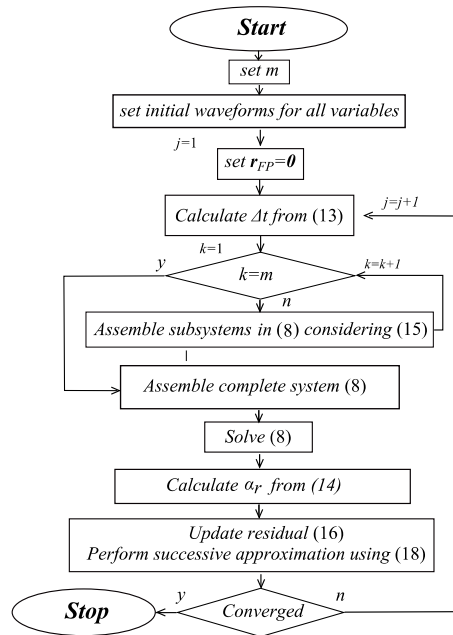 Start
set m
set initial waveforms for all variables
j=1
set r_FP=0
Calculate Δt from (13)
j=j+1
k=1
y
k=m
k=k+1
n
Assemble subsystems in (8) considering (15)
Assemble complete system (8)
Solve (8)
Calculate α_r from (14)
Update residual (16)
Perform successive approximation using (18)
Stop
y
Converged
n